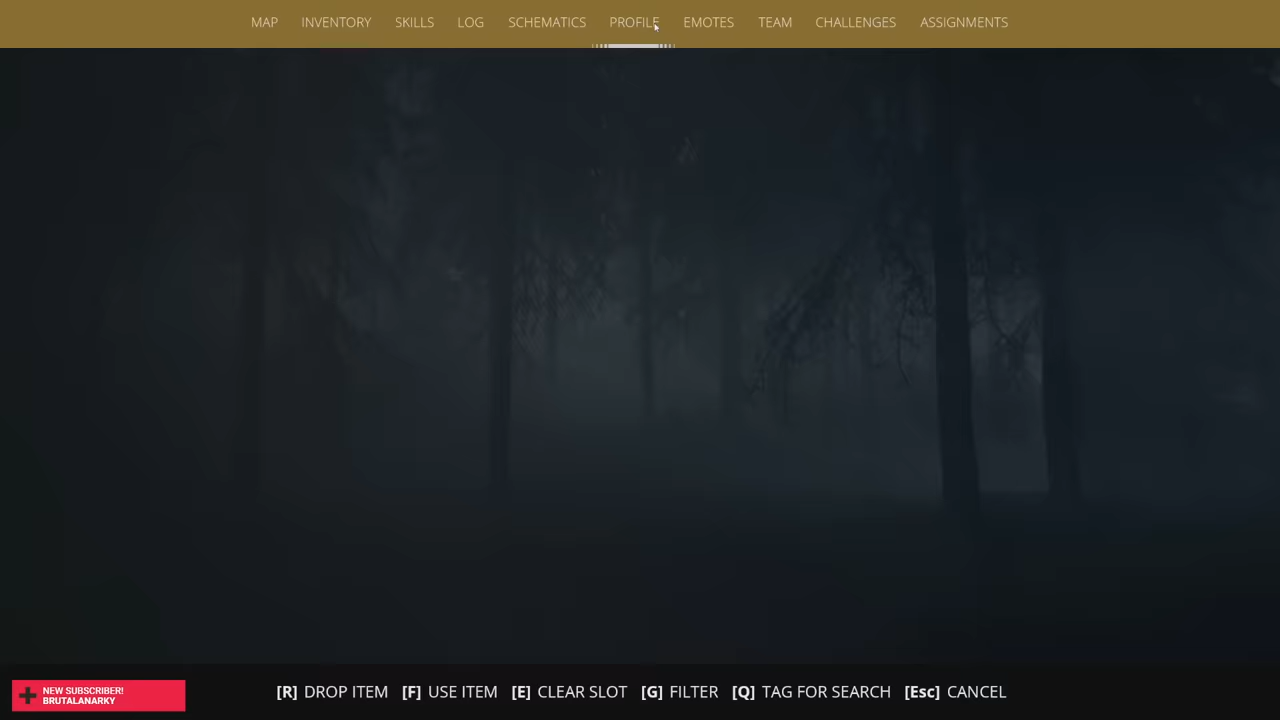 MAP INVENTORY SKILLS LOG SCHEMATICS PROFILE EMOTES TEAM CHALLENGES ASSIGNMENTS
NEW SUBSCRIBER!
BRUTALANARKY
[R] DROP ITEM [F] USE ITEM [E] CLEAR SLOT [G] FILTER [Q] TAG FOR SEARCH [Esc] CANCEL